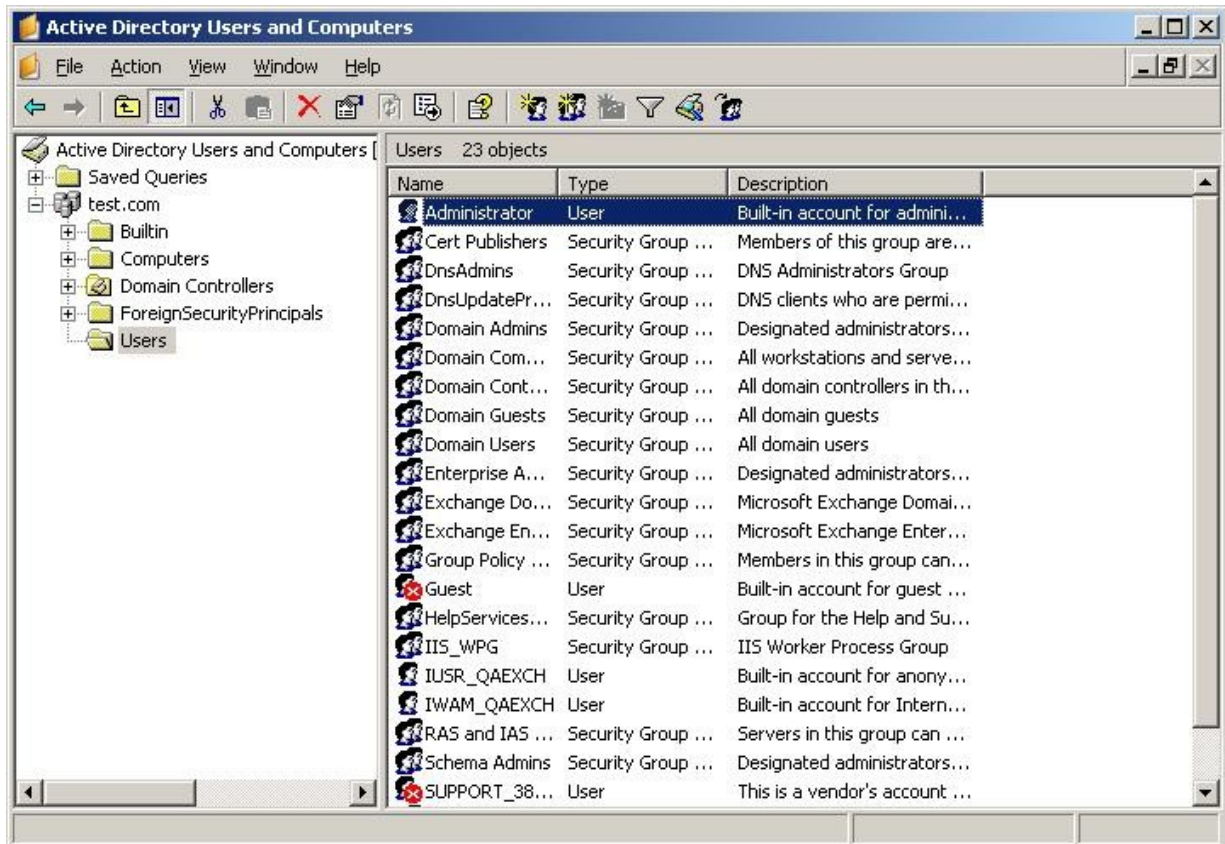 Active Directory Users and Computers
File Action View Window Help
Active Directory Users and Computers [
Saved Queries
test.com
Builtin
Computers
Domain Controllers
ForeignSecurityPrincipals
Users
Users 23 objects
Name Type Description
Administrator User Built-in account for admini...
Cert Publishers Security Group ... Members of this group are...
DnsAdmins Security Group ... DNS Administrators Group
DnsUpdatePr... Security Group ... DNS clients who are permi...
Domain Admins Security Group ... Designated administrators...
Domain Com... Security Group ... All workstations and serve...
Domain Cont... Security Group ... All domain controllers in th...
Domain Guests Security Group ... All domain guests
Domain Users Security Group ... All domain users
Enterprise A... Security Group ... Designated administrators...
Exchange Do... Security Group ... Microsoft Exchange Domai...
Exchange En... Security Group ... Microsoft Exchange Enter...
Group Policy ... Security Group ... Members in this group can...
Guest User Built-in account for guest ...
HelpServices... Security Group ... Group for the Help and Su...
IIS_WPG Security Group ... IIS Worker Process Group
IUSR_QAEXCH User Built-in account for anony...
IWAM_QAEXCH User Built-in account for Intern...
RAS and IAS ... Security Group ... Servers in this group can ...
Schema Admins Security Group ... Designated administrators...
SUPPORT_38... User This is a vendor's account ...